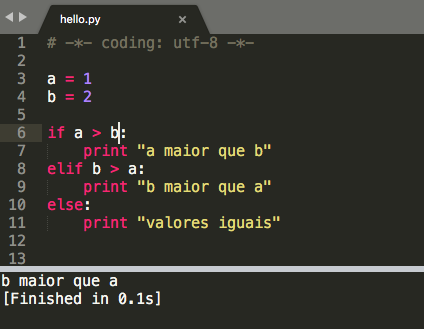 hello.py ×
1 # -*- coding: utf-8 -*-
2
3 a = 1
4 b = 2
5
6 if a > b:
7     print "a maior que b"
8 elif b > a:
9     print "b maior que a"
10 else:
11     print "valores iguais"
12
13
b maior que a
[Finished in 0.1s]